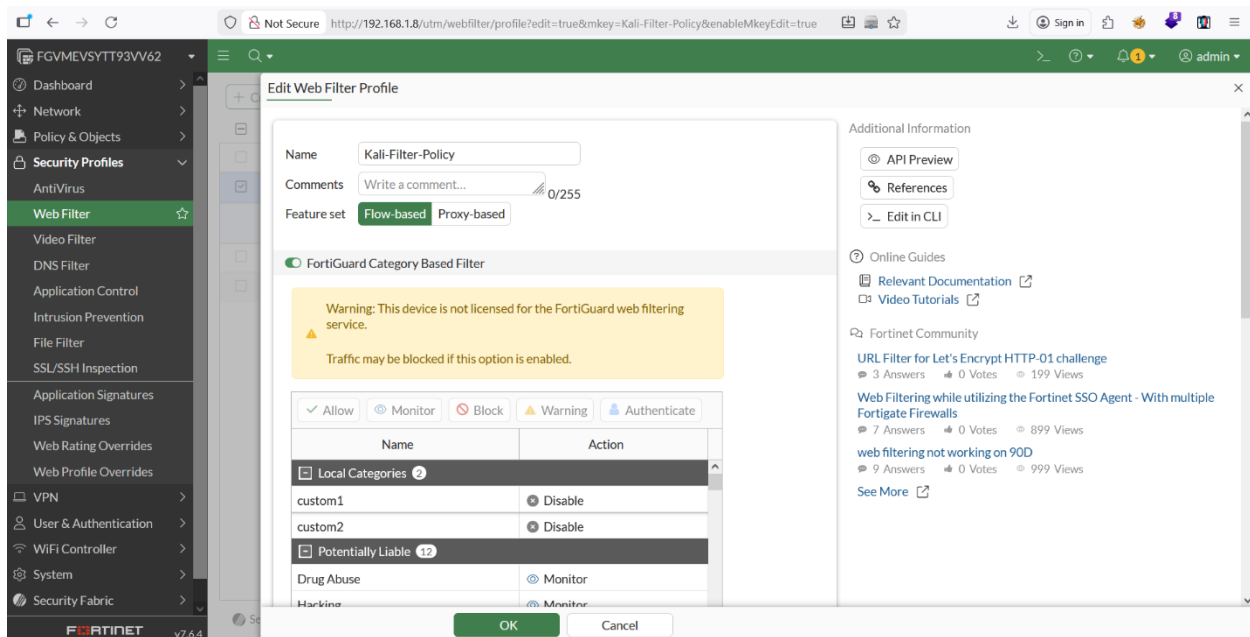 Not Secure http://192.168.1.8/utm/webfilter/profile?edit=true&mkey=Kali-Filter-Policy&enableMkeyEdit=true
Sign in
8
FGVMEVSYTT93VV62
1
admin
Dashboard
Network
Policy & Objects
Security Profiles
AntiVirus
Web Filter
Video Filter
DNS Filter
Application Control
Intrusion Prevention
File Filter
SSL/SSH Inspection
Application Signatures
IPS Signatures
Web Rating Overrides
Web Profile Overrides
VPN
User & Authentication
WiFi Controller
System
Security Fabric
FORTINET v7.6.4
Edit Web Filter Profile
Name Kali-Filter-Policy
Comments Write a comment... 0/255
Feature set Flow-based Proxy-based
FortiGuard Category Based Filter
Warning: This device is not licensed for the FortiGuard web filtering
service.
Traffic may be blocked if this option is enabled.
Allow Monitor Block Warning Authenticate
Name Action
Local Categories 2
custom1 Disable
custom2 Disable
Potentially Liable 12
Drug Abuse Monitor
Hacking Monitor
OK Cancel
Additional Information
API Preview
References
>_ Edit in CLI
Online Guides
Relevant Documentation
Video Tutorials
Fortinet Community
URL Filter for Let's Encrypt HTTP-01 challenge
3 Answers 0 Votes 199 Views
Web Filtering while utilizing the Fortinet SSO Agent - With multiple
Fortigate Firewalls
7 Answers 0 Votes 899 Views
web filtering not working on 90D
9 Answers 0 Votes 999 Views
See More